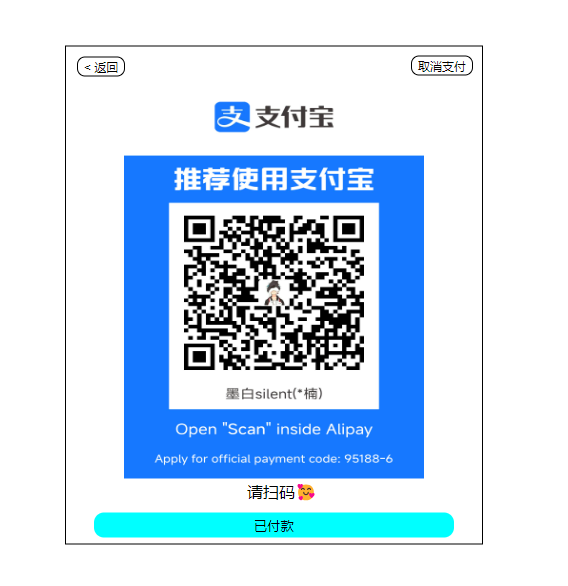 < 返回
取消支付
支 支付宝
推荐使用支付宝
墨白silent(*楠)
Open "Scan" inside Alipay
Apply for official payment code: 95188-6
请扫码🥰
已付款